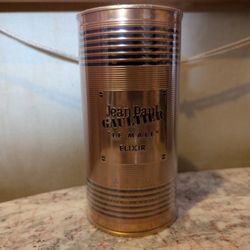 Jean Paul
GAULTIER
"LE MALE"
ELIXIR